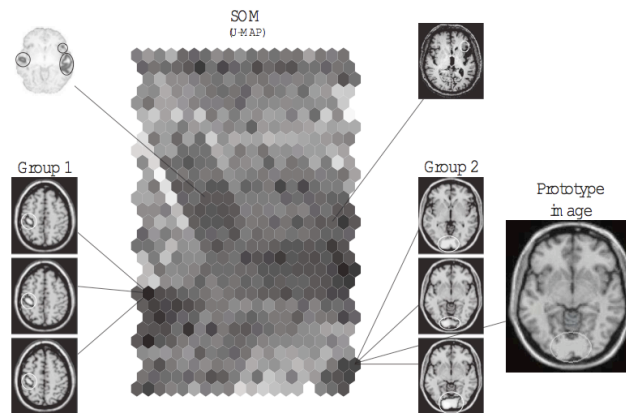 SOM
(U-MAP)
Group 1
Group 2
Prototype
image